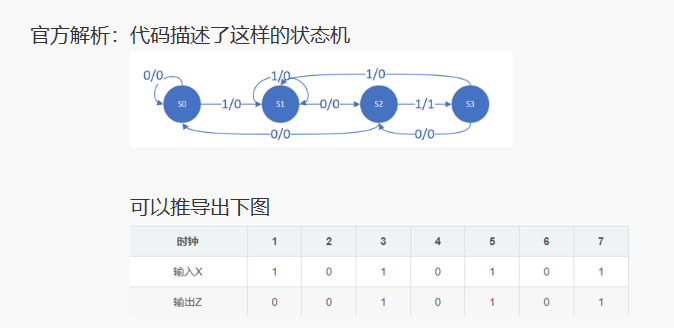 官方解析：代码描述了这样的状态机
0/0 1/0 1/0
S0 1/0 S1 0/0 S2 1/1 S3
0/0 0/0
可以推导出下图
时钟 1 2 3 4 5 6 7
输入X 1 0 1 0 1 0 1
输出Z 0 0 1 0 1 0 1